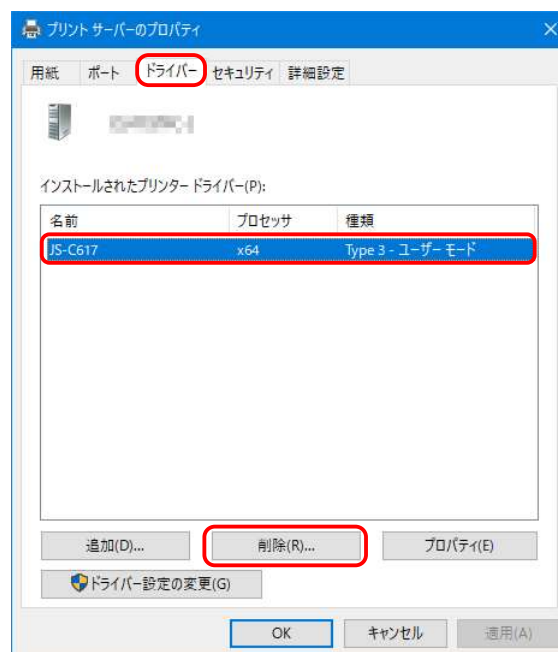 プリント サーバーのプロパティ
用紙 ポート ドライバー セキュリティ 詳細設定
インストールされたプリンター ドライバー(P):
名前 プロセッサ 種類
JS-C617 x64 Type 3 - ユーザー モード
追加(D)... 削除(R)... プロパティ(E)
ドライバー設定の変更(G)
OK キャンセル 適用(A)